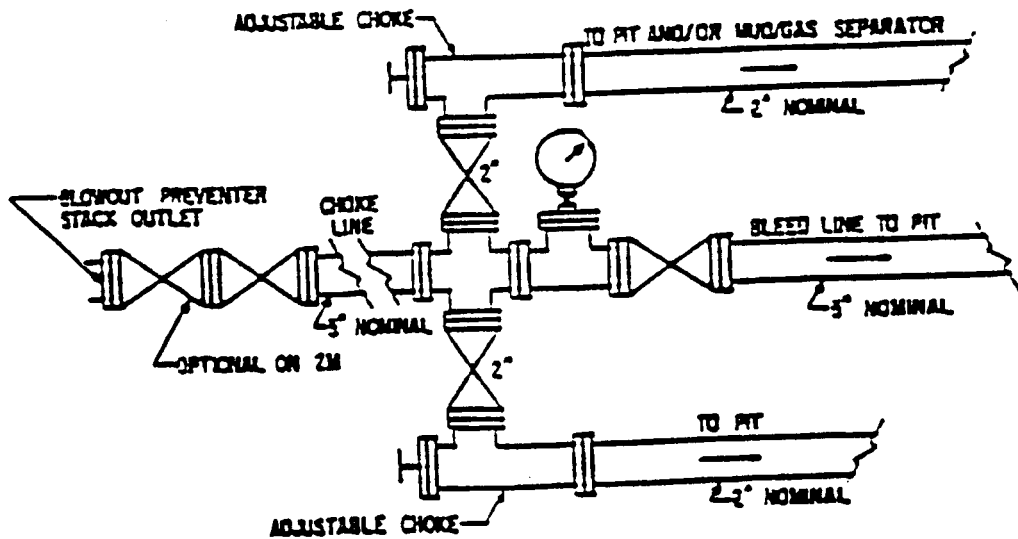 ADJUSTABLE CHOKE
TO PIT AND/OR MUD/GAS SEPARATOR
2" NOMINAL
2"
BLOWOUT PREVENTER
STACK OUTLET
CHOKE
LINE
BLEED LINE TO PIT
3" NOMINAL
3" NOMINAL
OPTIONAL ON 2M
2"
TO PIT
2" NOMINAL
ADJUSTABLE CHOKE